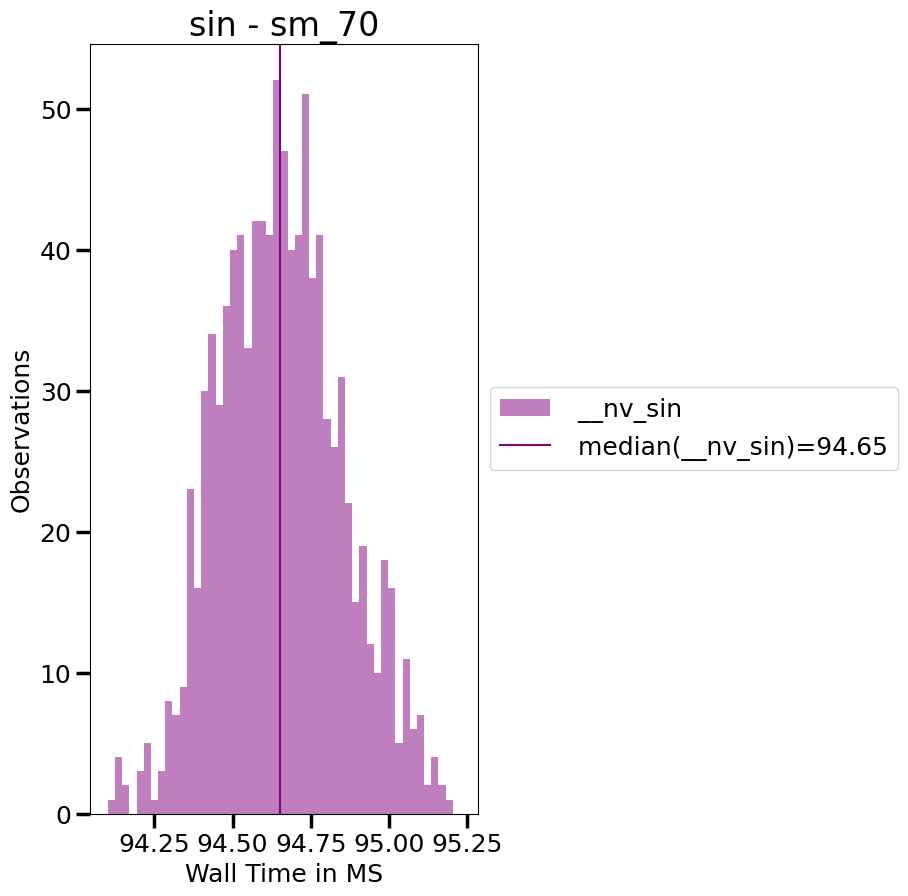 sin - sm_70
50
40
30
20
10
0
Observations
94.25 94.50 94.75 95.00 95.25
Wall Time in MS
__nv_sin
median(__nv_sin)=94.65